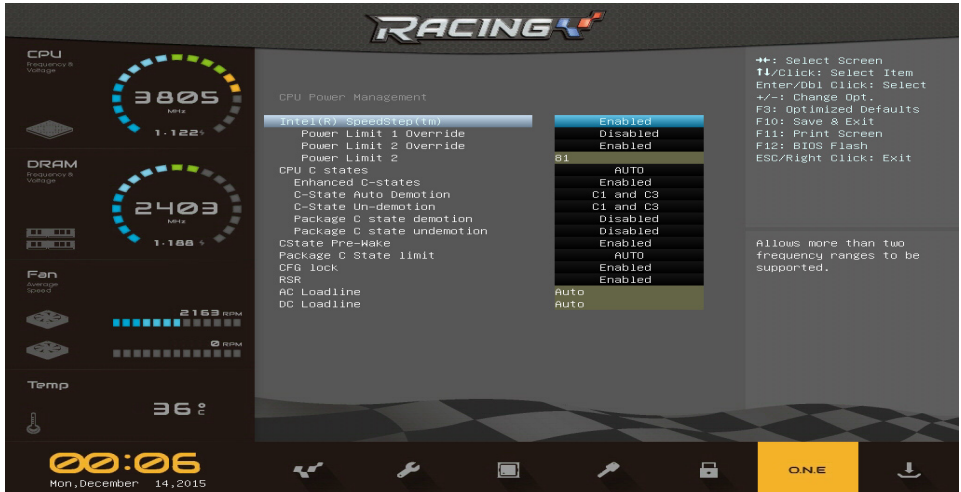 RACING
CPU
Frequency &
Voltage
3805
MHz
1.122
DRAM
Frequency &
Voltage
2403
MHz
1.188
Fan
Average
Speed
2163 RPM
0 RPM
Temp
36 °C
00:06
Mon,December 14,2015
CPU Power Management
Intel(R) SpeedStep(tm) Enabled
Power Limit 1 Override Disabled
Power Limit 2 Override Enabled
Power Limit 2 81
CPU C states AUTO
Enhanced C-states Enabled
C-State Auto Demotion C1 and C3
C-State Un-demotion C1 and C3
Package C state demotion Disabled
Package C state undemotion Disabled
CState Pre-Wake Enabled
Package C State limit AUTO
CFG lock Enabled
RSR Enabled
AC Loadline Auto
DC Loadline Auto
→←: Select Screen
↑↓/Click: Select Item
Enter/Dbl Click: Select
+/-: Change Opt.
F3: Optimized Defaults
F10: Save & Exit
F11: Print Screen
F12: BIOS Flash
ESC/Right Click: Exit
Allows more than two
frequency ranges to be
supported.
O.N.E